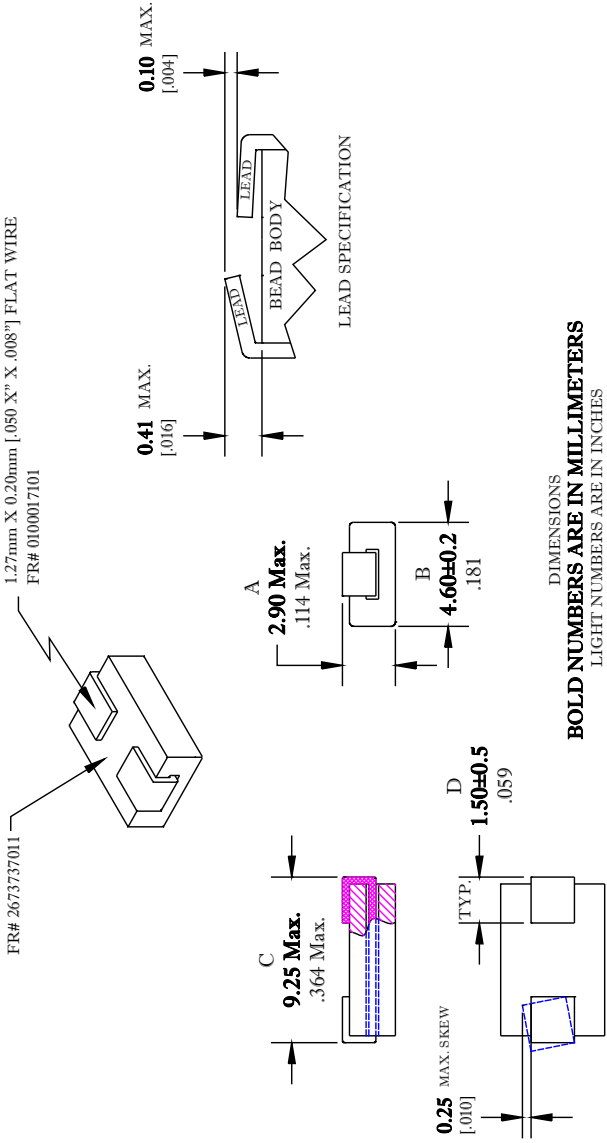 FR# 2673737011
1.27mm X 0.20mm [.050 X" X .008"] FLAT WIRE
FR# 0100017101
C
9.25 Max.
.364 Max.
A
2.90 Max.
.114 Max.
B
4.60±0.2
.181
0.41 MAX.
[.016]
0.10 MAX.
[.004]
LEAD
LEAD
BEAD BODY
LEAD SPECIFICATION
0.25 MAX. SKEW
[.010]
TYP.
D
1.50±0.5
.059
DIMENSIONS
BOLD NUMBERS ARE IN MILLIMETERS
LIGHT NUMBERS ARE IN INCHES